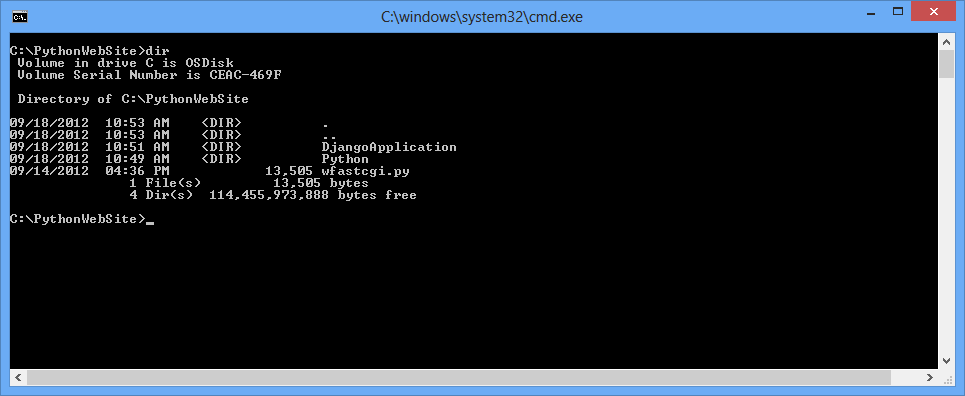 C:\windows\system32\cmd.exe
C:\PythonWebSite>dir
 Volume in drive C is OSDisk
 Volume Serial Number is CEAC-469F

 Directory of C:\PythonWebSite

09/18/2012  10:53 AM    <DIR>          .
09/18/2012  10:53 AM    <DIR>          ..
09/18/2012  10:51 AM    <DIR>          DjangoApplication
09/18/2012  10:49 AM    <DIR>          Python
09/14/2012  04:36 PM            13,505 wfastcgi.py
               1 File(s)         13,505 bytes
               4 Dir(s)  114,455,973,888 bytes free

C:\PythonWebSite>_